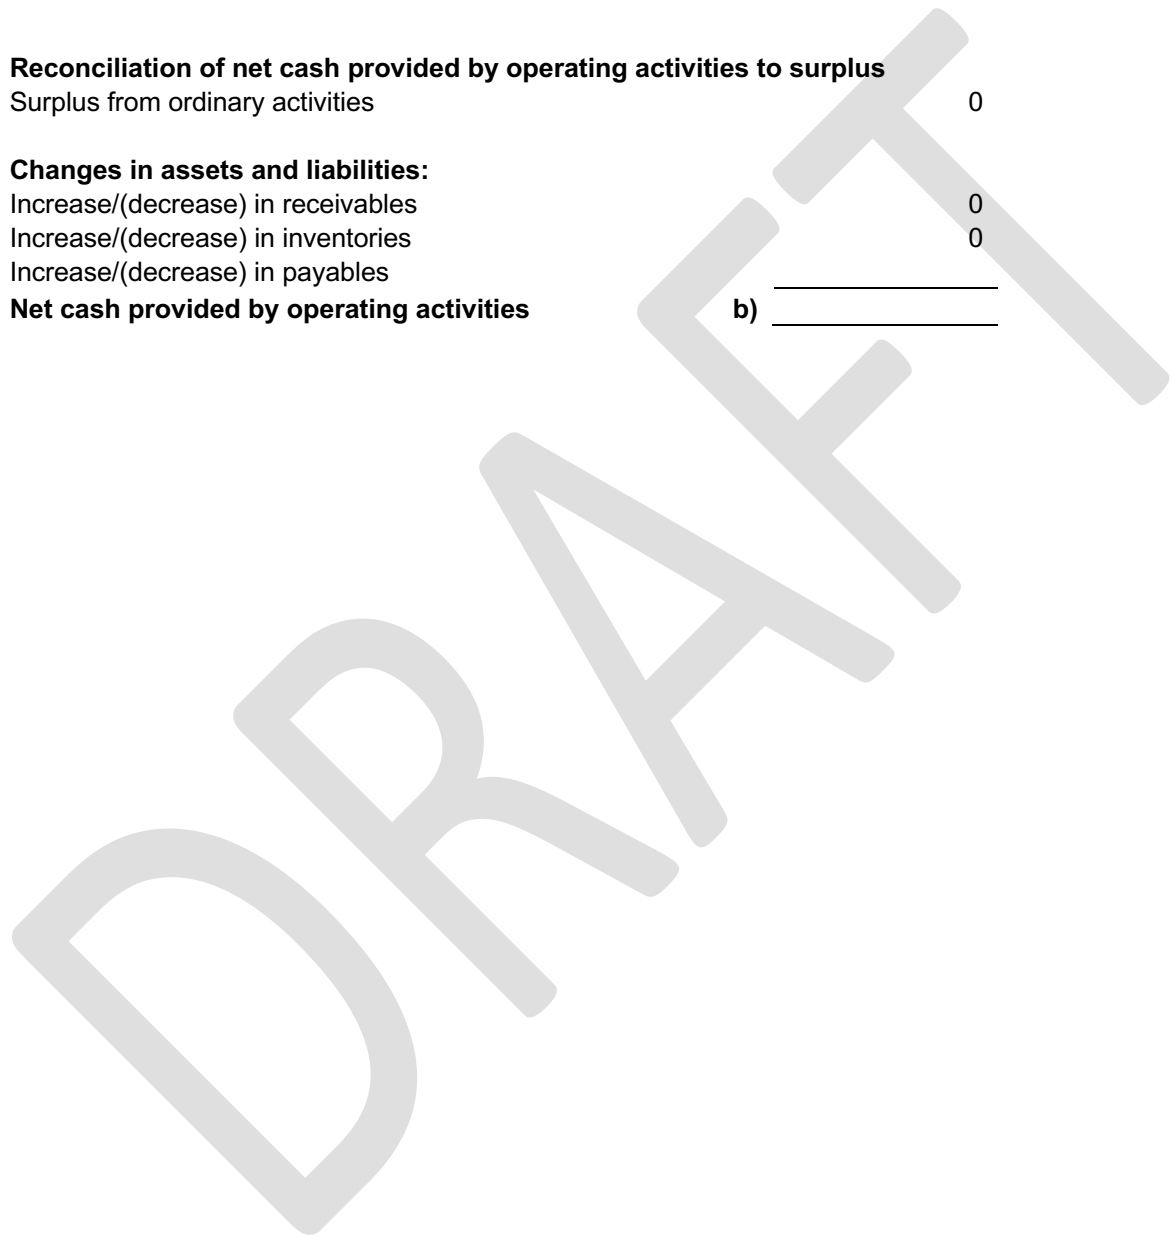 Reconciliation of net cash provided by operating activities to surplus
Surplus from ordinary activities 0
Changes in assets and liabilities:
Increase/(decrease) in receivables 0
Increase/(decrease) in inventories 0
Increase/(decrease) in payables
Net cash provided by operating activities b)
DRAFT